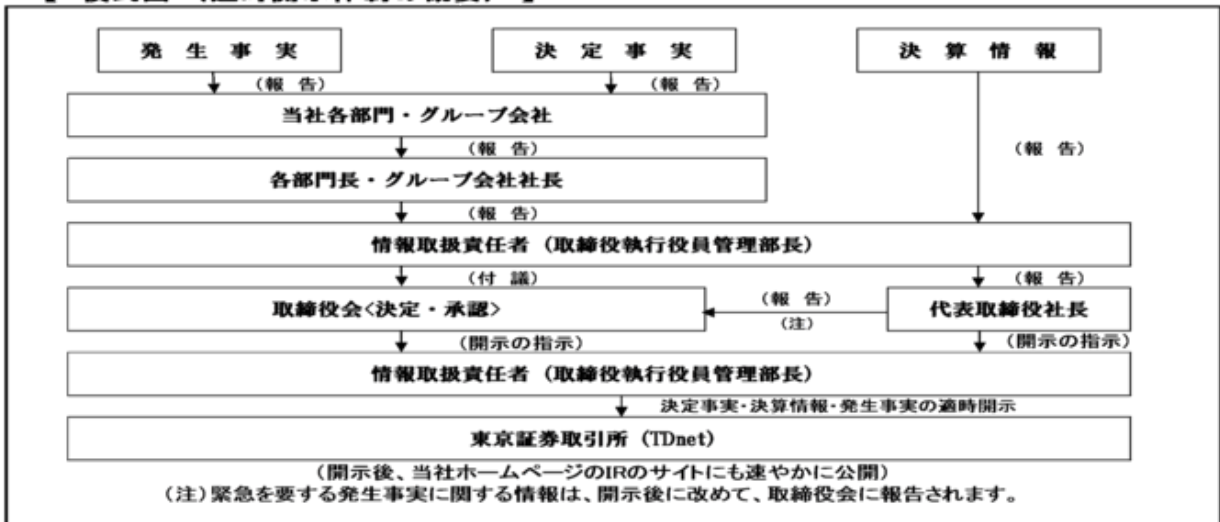 発 生 事 実
決 定 事 実
決 算 情 報
(報 告)
(報 告)
当社各部門・グループ会社
(報 告)
(報 告)
各部門長・グループ会社社長
(報 告)
情報取扱責任者(取締役執行役員管理部長)
(付 議)
(報 告)
取締役会<決定・承認>
(報 告)
(注)
代表取締役社長
(開示の指示)
(開示の指示)
情報取扱責任者(取締役執行役員管理部長)
決定事実・決算情報・発生事実の適時開示
東京証券取引所(TDnet)
(開示後、当社ホームページのIRのサイトにも速やかに公開)
(注)緊急を要する発生事実に関する情報は、開示後に改めて、取締役会に報告されます。